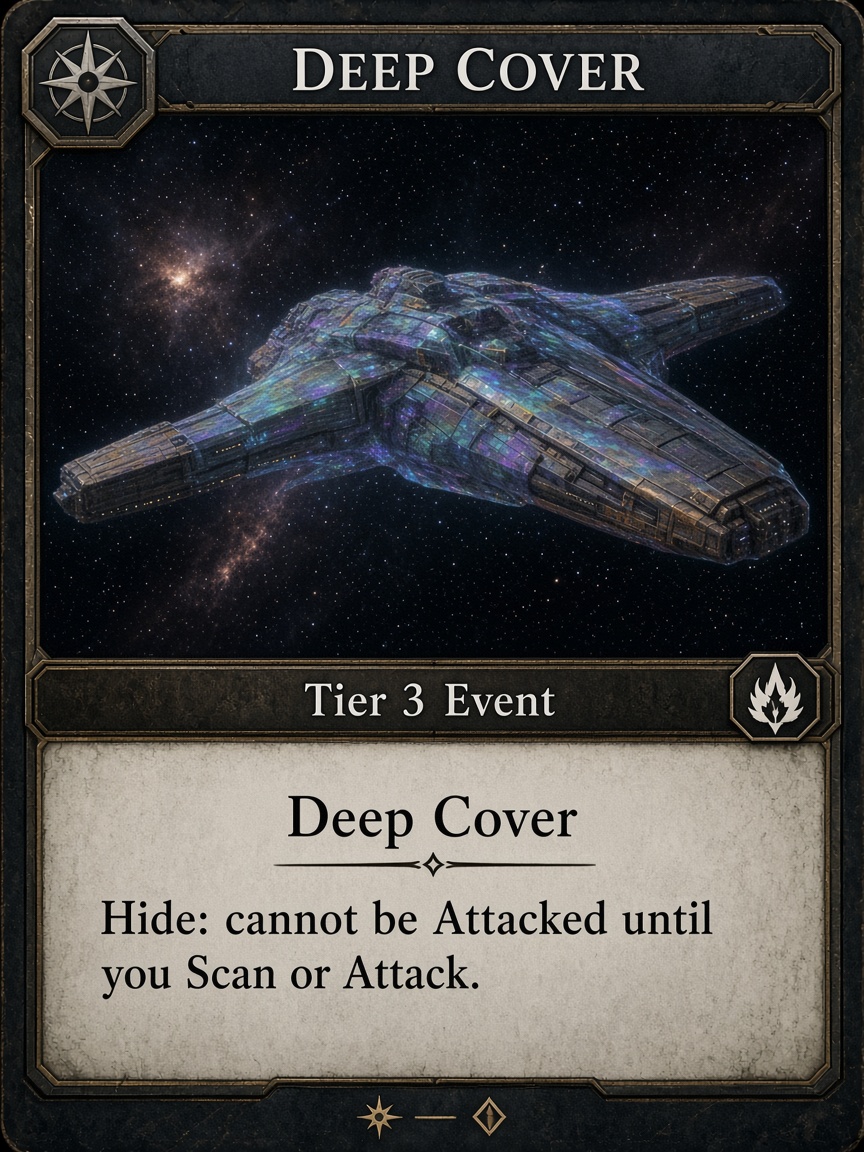 DEEP COVER
Tier 3 Event
Deep Cover
Hide: cannot be Attacked until
you Scan or Attack.